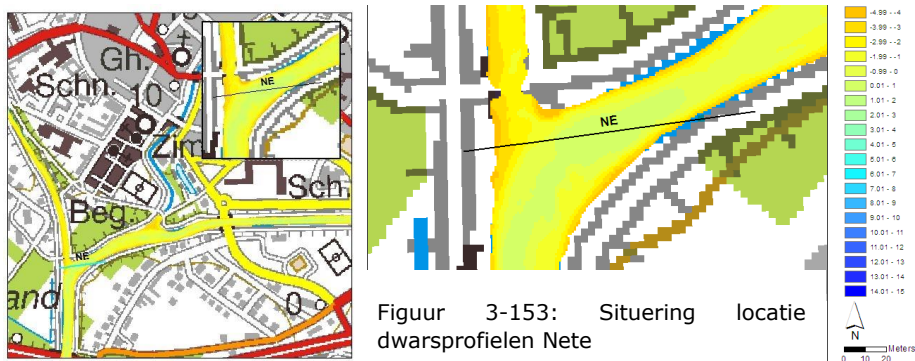 Gh.
Schn.
10
Zim
Beg.
Sch.
NE
and
0
NE
NE
Figuur 3-153: Situering locatie
dwarsprofielen Nete
-4.99 - -4
-3.99 - -3
-2.99 - -2
-1.99 - -1
-0.99 - 0
0.01 - 1
1.01 - 2
2.01 - 3
3.01 - 4
4.01 - 5
5.01 - 6
6.01 - 7
7.01 - 8
8.01 - 9
9.01 - 10
10.01 - 11
11.01 - 12
12.01 - 13
13.01 - 14
14.01 - 15
N
Meters
0 10 20